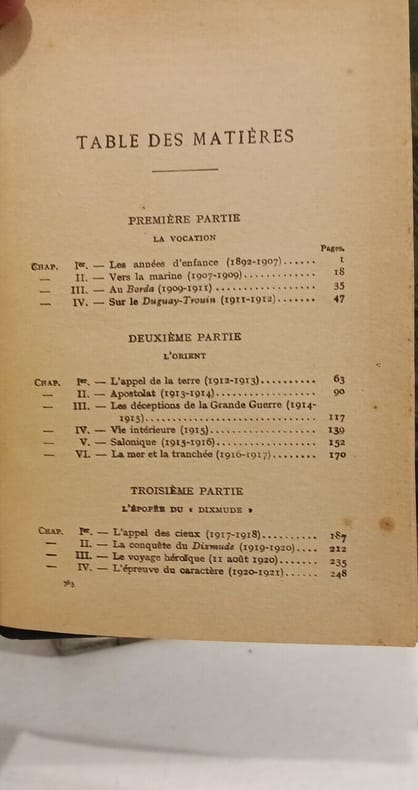 TABLE DES MATIÈRES
PREMIÈRE PARTIE
LA VOCATION
Pages.
CHAP. Iᵉʳ. — Les années d'enfance (1892-1907)...... 1
— II. — Vers la marine (1907-1909)............. 18
— III. — Au Borda (1909-1911).................. 35
— IV. — Sur le Duguay-Trouin (1911-1912)....... 47
DEUXIÈME PARTIE
L'ORIENT
CHAP. Iᵉʳ. — L'appel de la terre (1912-1913).......... 63
— II. — Apostolat (1913-1914).................. 90
— III. — Les déceptions de la Grande Guerre (1914-
1915)................................ 117
— IV. — Vie intérieure (1915)................... 139
— V. — Salonique (1915-1916).................. 152
— VI. — La mer et la tranchée (1916-1917)........ 170
TROISIÈME PARTIE
L'ÉPOPÉE DU « DIXMUDE »
CHAP. Iᵉʳ. — L'appel des cieux (1917-1918).......... 187
— II. — La conquête du Dixmude (1919-1920).... 212
— III. — Le voyage héroïque (11 août 1920)....... 235
— IV. — L'épreuve du caractère (1920-1921)...... 248
363